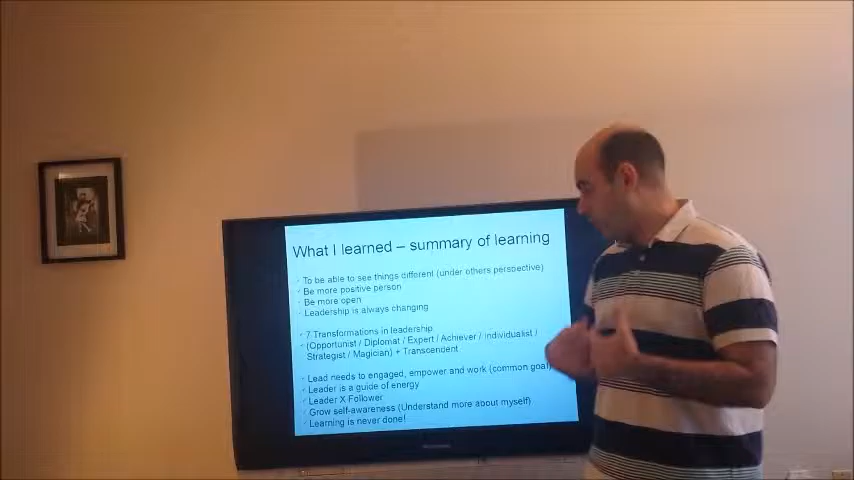 What I learned – summary of learning
To be able to see things different (under others perspective)
Be more positive person
Be more open
Leadership is always changing
7 Transformations in leadership
(Opportunist / Diplomat / Expert / Achiever / Individualist /
Strategist / Magician) + Transcendent
Lead needs to engaged, empower and work (common goal)
Leader is a guide of energy
Leader X Follower
Grow self-awareness (Understand more about myself)
Learning is never done!